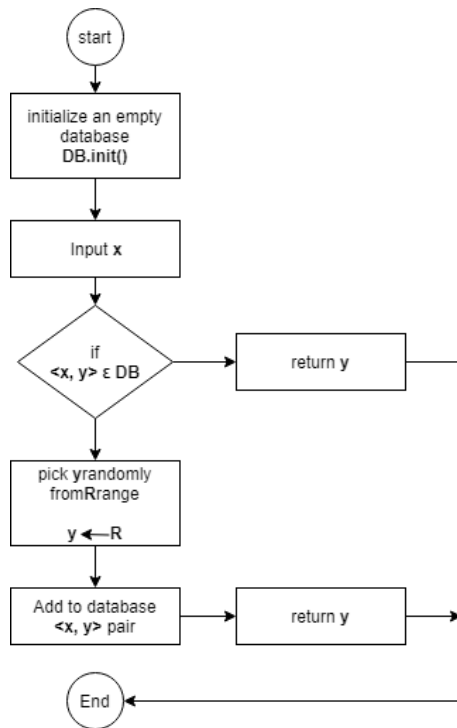 start
initialize an empty
database
DB.init()
Input x
if
<x, y> ε DB
return y
pick yrandomly
fromRrange
y ← R
Add to database
<x, y> pair
return y
End